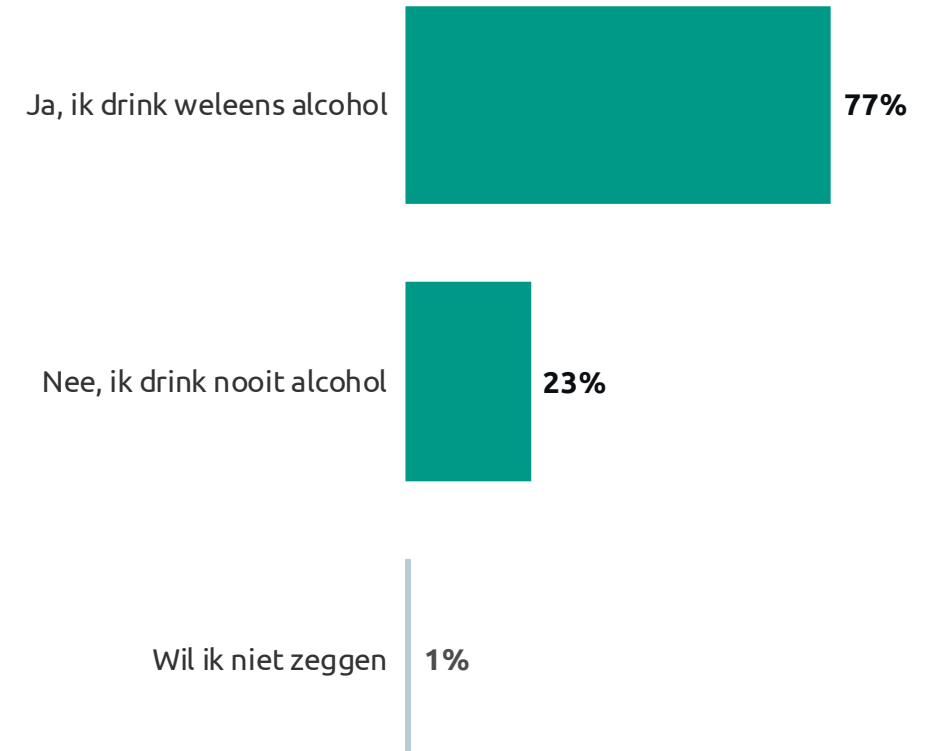 Ja, ik drink weleens alcohol 77%
Nee, ik drink nooit alcohol 23%
Wil ik niet zeggen 1%